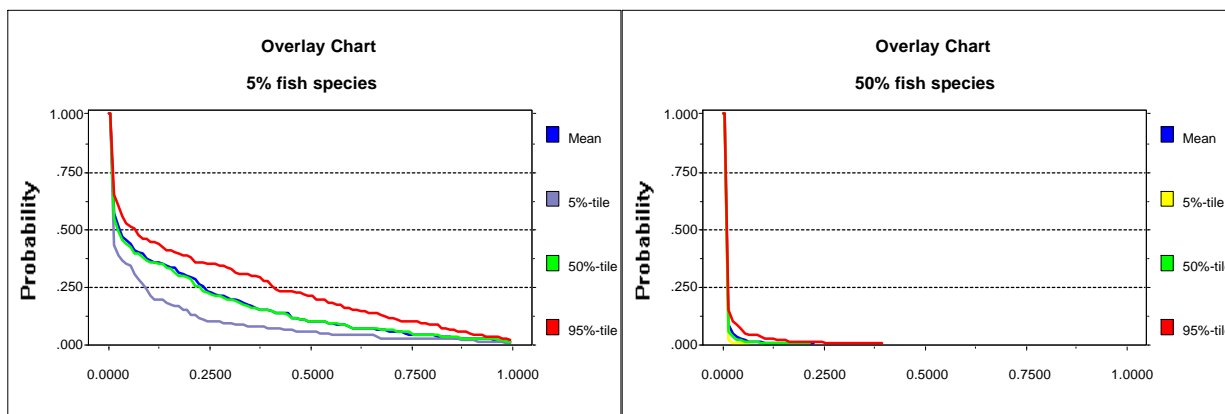 Overlay Chart
5% fish species
1.000
.750
.500
.250
.000
Probability
0.0000 0.2500 0.5000 0.7500 1.0000
Mean
5%-tile
50%-tile
95%-tile
Overlay Chart
50% fish species
1.000
.750
.500
.250
.000
Probability
0.0000 0.2500 0.5000 0.7500 1.0000
Mean
5%-tile
50%-tile
95%-tile